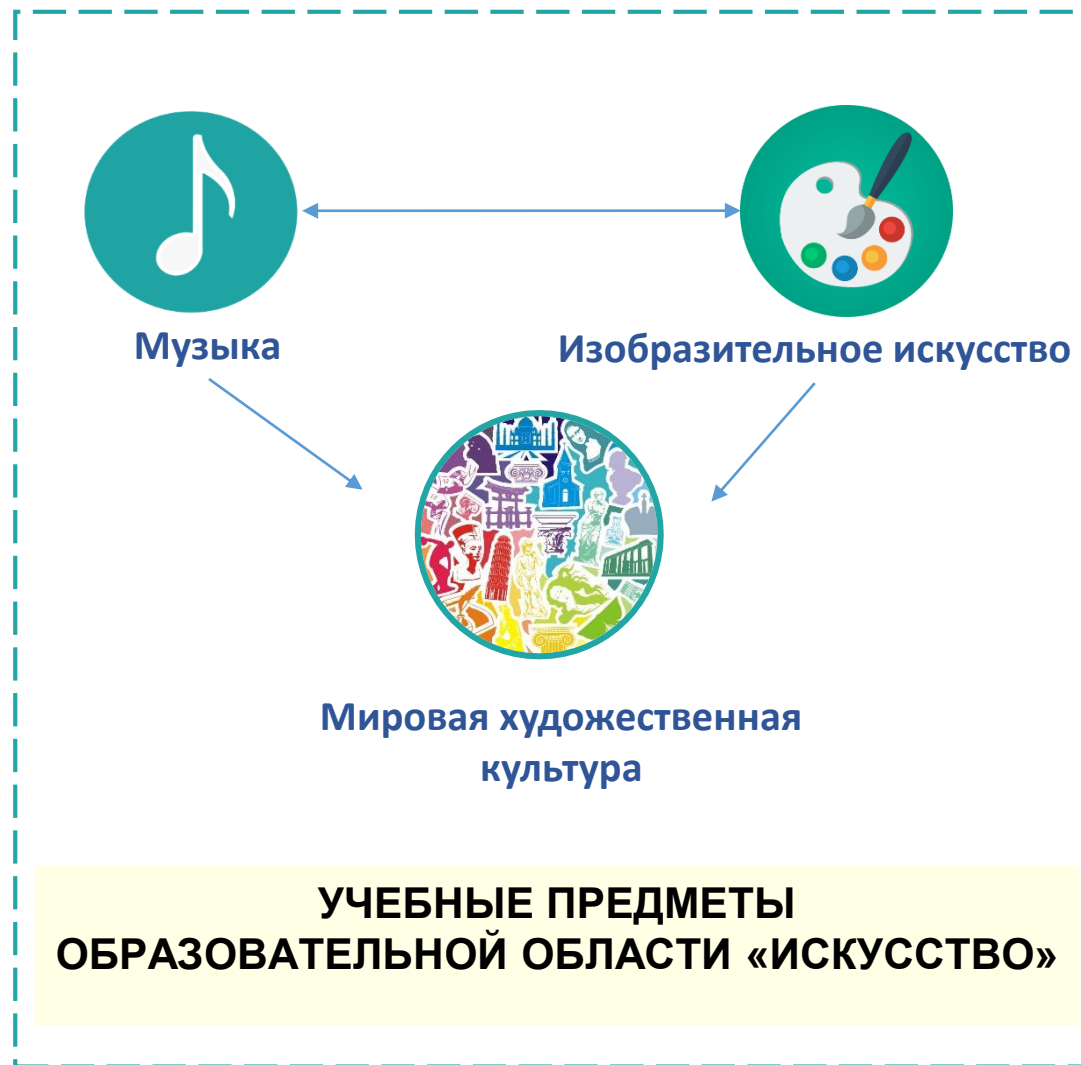 Музыка
Изобразительное искусство
Мировая художественная
культура
УЧЕБНЫЕ ПРЕДМЕТЫ
ОБРАЗОВАТЕЛЬНОЙ ОБЛАСТИ «ИСКУССТВО»